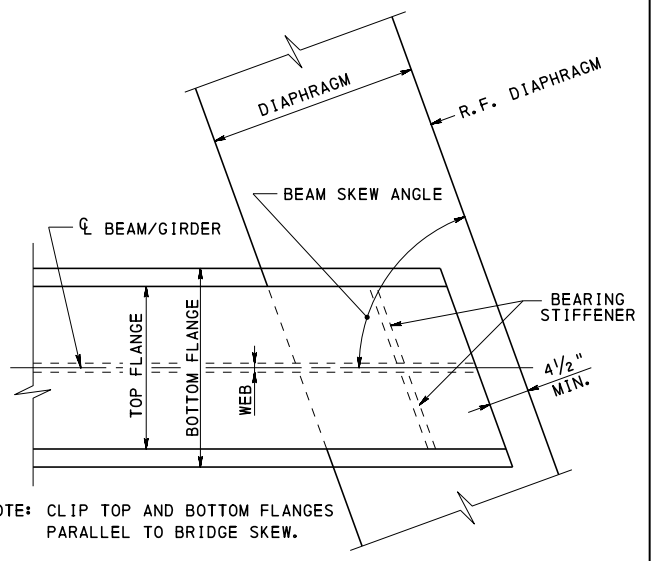 DIAPHRAGM
R.F. DIAPHRAGM
BEAM SKEW ANGLE
℄ BEAM/GIRDER
BEARING
STIFFENER
TOP FLANGE
BOTTOM FLANGE
WEB
4½"
MIN.
OTE: CLIP TOP AND BOTTOM FLANGES
PARALLEL TO BRIDGE SKEW.